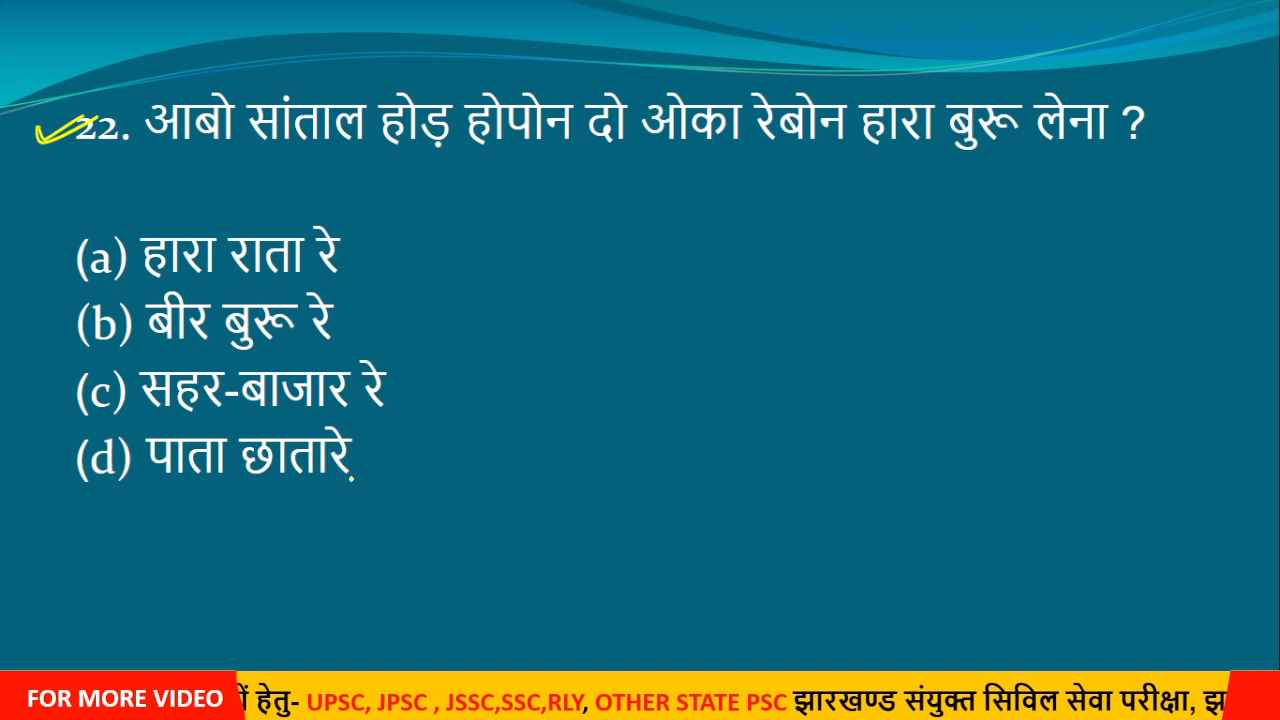 22. आबो सांताल होड़ होपोन दो ओका रेबोन हारा बुरू लेना ?
(a) हारा राता रे
(b) बीर बुरू रे
(c) सहर-बाजार रे
(d) पाता छातारे
FOR MORE VIDEO
हेतु- UPSC, JPSC , JSSC,SSC,RLY, OTHER STATE PSC झारखण्ड संयुक्त सिविल सेवा परीक्षा,